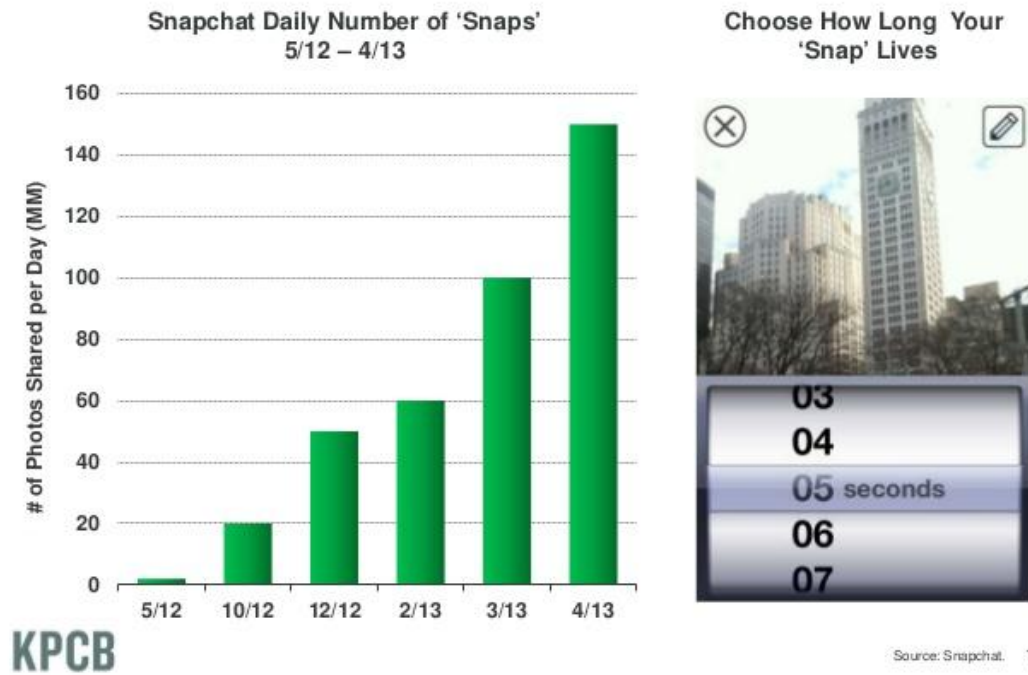 Snapchat Daily Number of 'Snaps'
5/12 – 4/13
# of Photos Shared per Day (MM)
160
140
120
100
80
60
40
20
0
5/12 10/12 12/12 2/13 3/13 4/13
Choose How Long Your
'Snap' Lives
03
04
05 seconds
06
07
KPCB
Source: Snapchat.